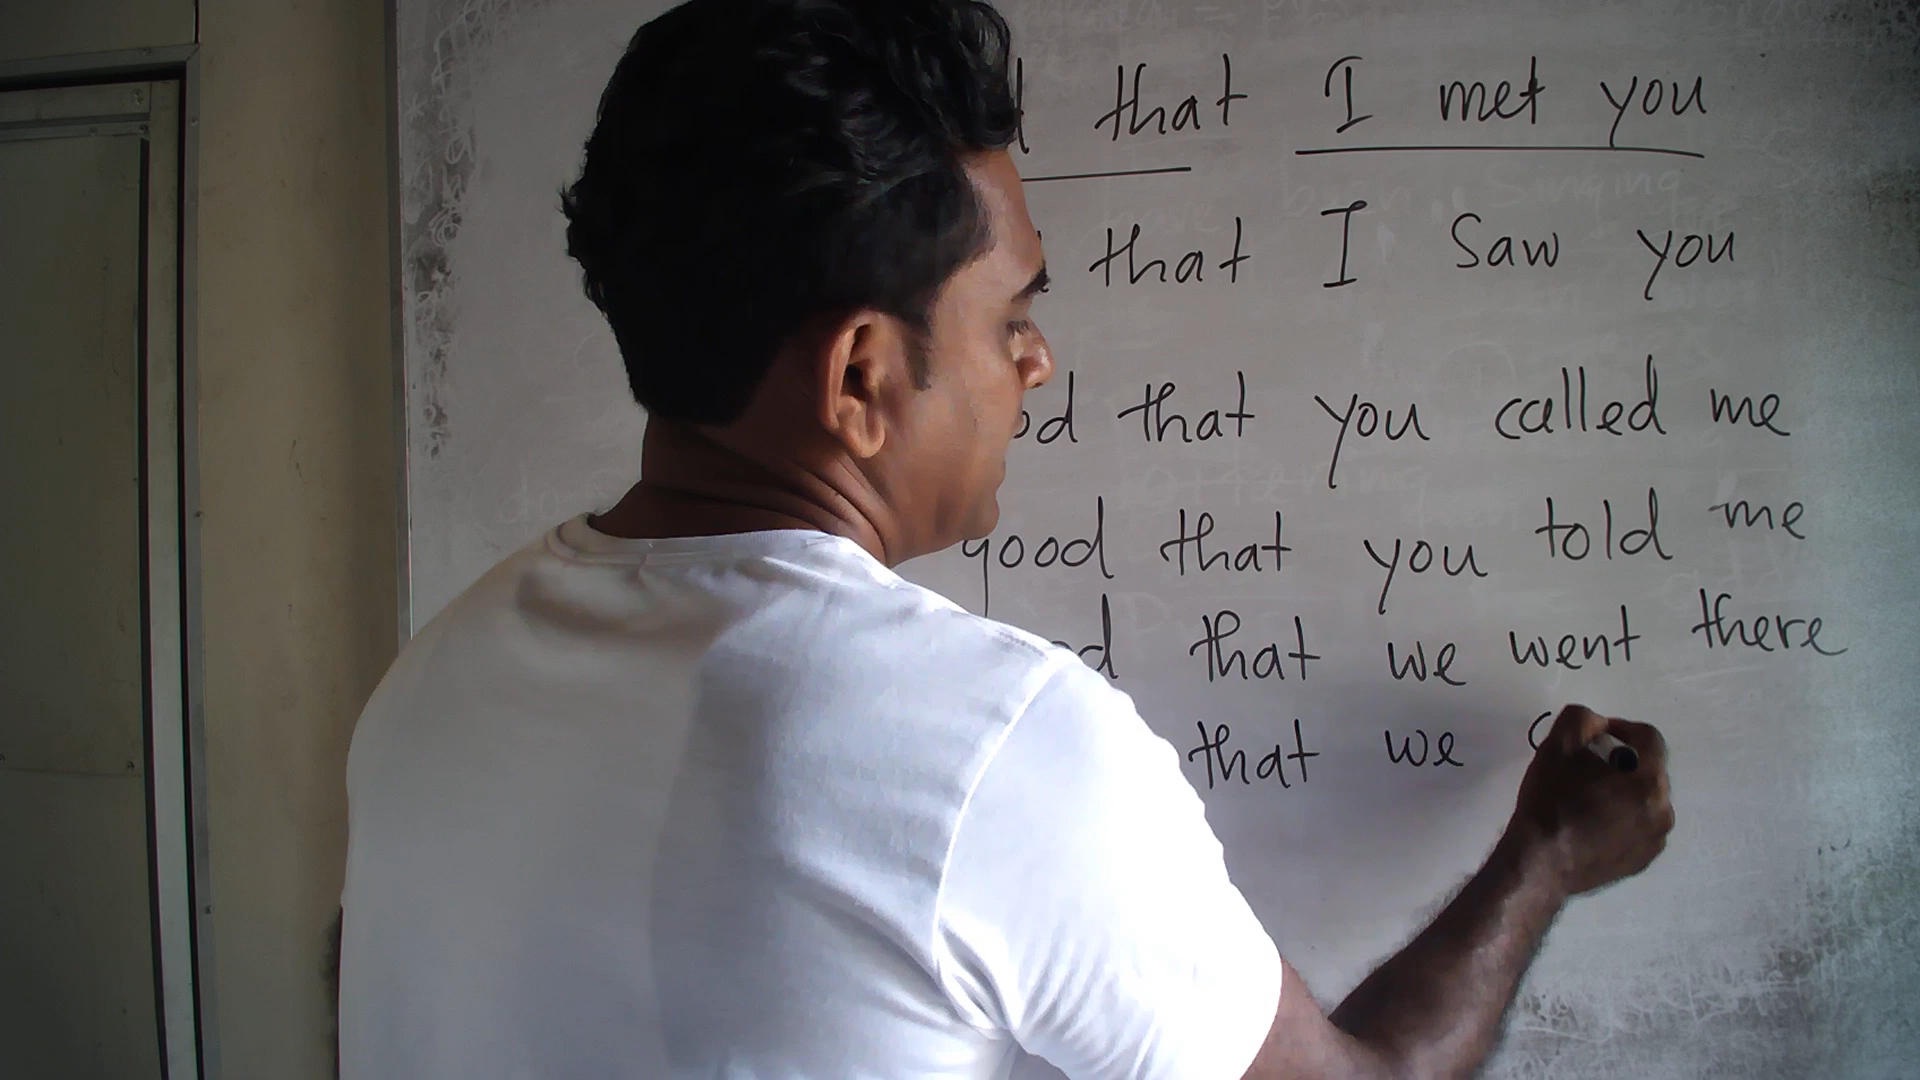 that I met you
that I saw you
that you called me
good that you told me
that we went there
that we